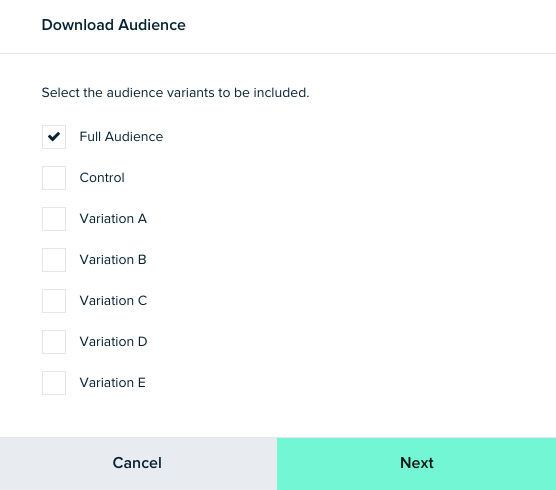 Download Audience
Select the audience variants to be included.
Full Audience
Control
Variation A
Variation B
Variation C
Variation D
Variation E
Cancel
Next